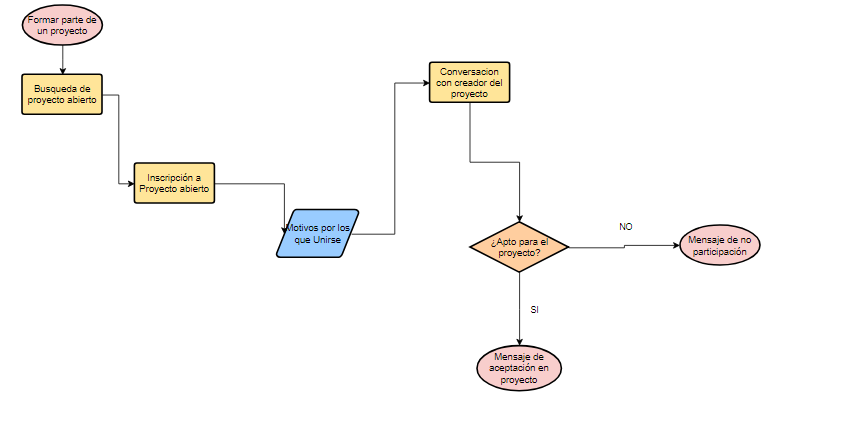 Formar parte de
un proyecto
Busqueda de
proyecto abierto
Inscripción a
Proyecto abierto
Motivos por los
que Unirse
Conversacion
con creador del
proyecto
¿Apto para el
proyecto?
NO
Mensaje de no
participación
SI
Mensaje de
aceptación en
proyecto